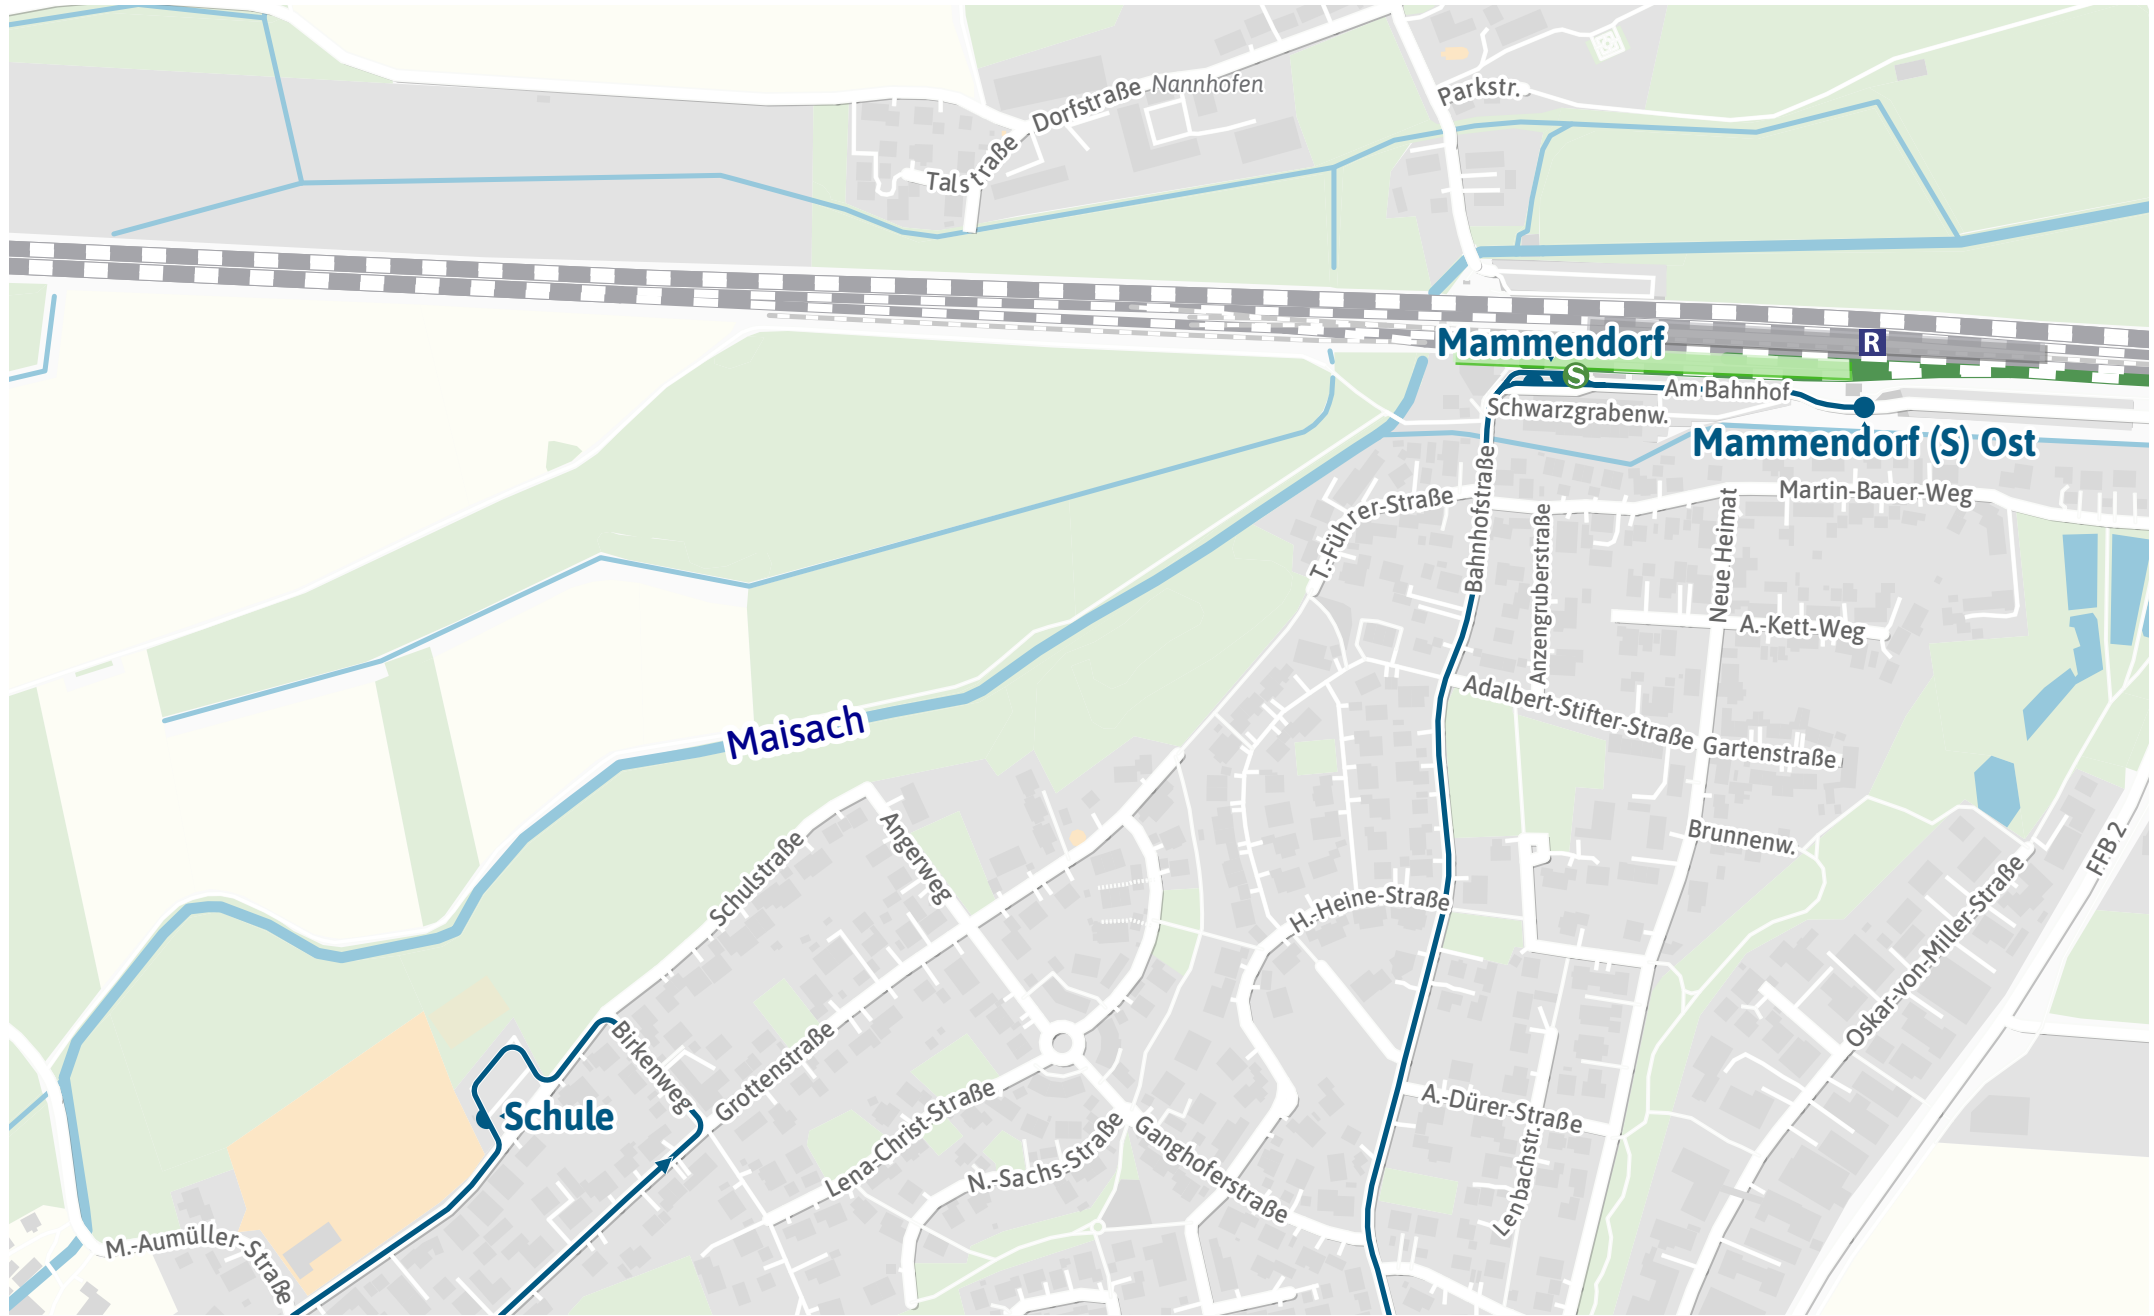 Dorfstraße
Nannhofen
Parkstr.
Talstraße
Mammendorf
R
S
Am Bahnhof
Schwarzgrabenw.
Mammendorf (S) Ost
Martin-Bauer-Weg
T.-Führer-Straße
Bahnhofstraße
Anzengruberstraße
Neue Heimat
A.-Kett-Weg
Adalbert-Stifter-Straße
Gartenstraße
Maisach
Brunnenw.
Angerweg
Schulstraße
FFB 2
H.-Heine-Straße
Oskar-von-Miller-Straße
Birkenweg
Grottenstraße
Schule
Lena-Christ-Straße
A.-Dürer-Straße
N.-Sachs-Straße
Ganghoferstraße
Lenbachstr.
M.-Aumüller-Straße